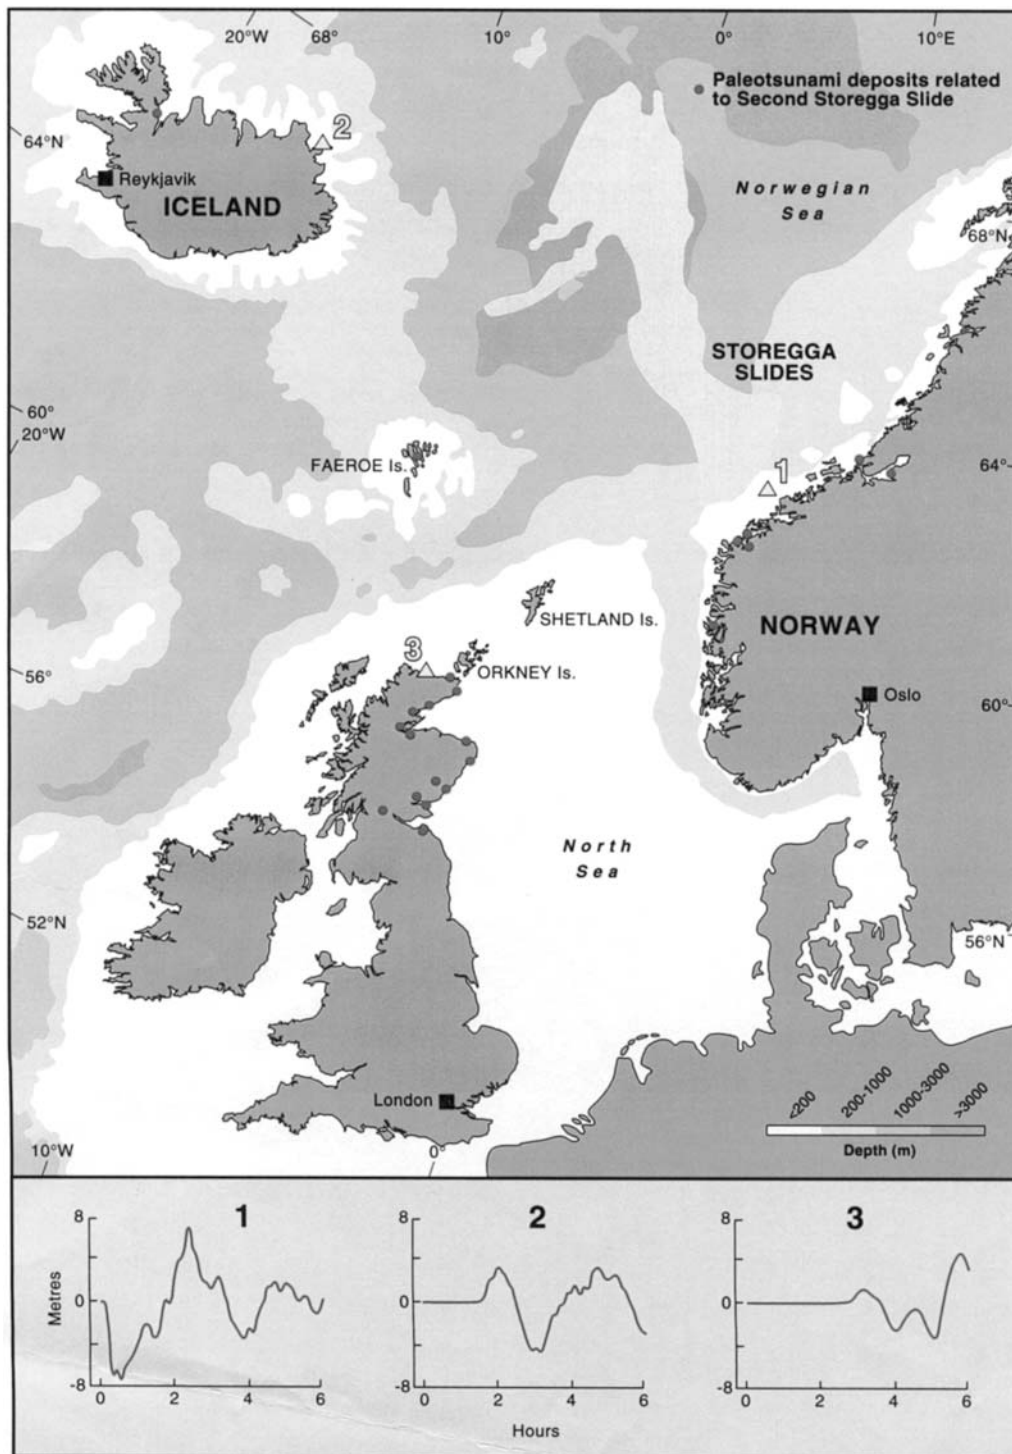 20°W
68°
10°
0°
10°E
Paleotsunami deposits related
to Second Storegga Slide
64°N
2
Reykjavik
ICELAND
Norwegian
Sea
68°N
STOREGGA
SLIDES
60°
20°W
FAEROE Is.
64°
1
SHETLAND Is.
NORWAY
3
56°
ORKNEY Is.
Oslo
60°
North
Sea
52°N
56°N
London
<200
200-1000
1000-3000
>3000
Depth (m)
10°W
0°
1
2
3
8
8
8
Metres
0
0
0
-8
-8
-8
0
2
4
6
0
2
4
6
0
2
4
6
Hours